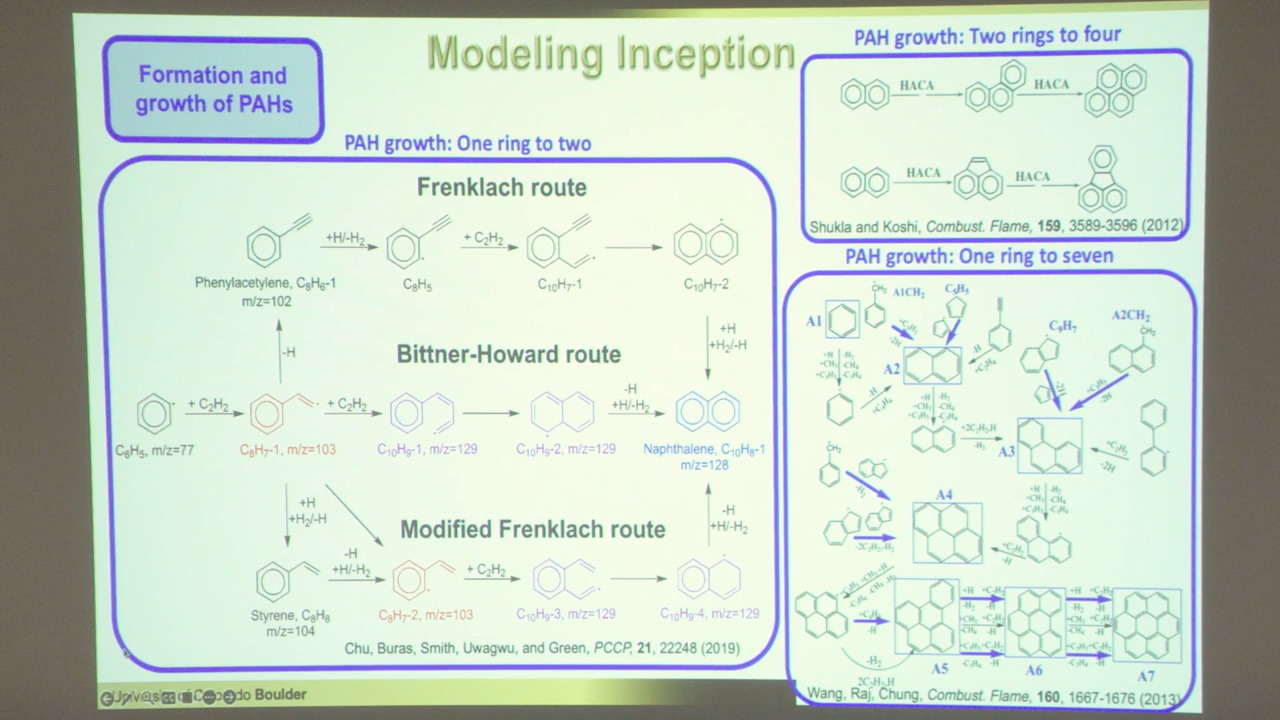 Modeling Inception
Formation and
growth of PAHs
PAH growth: One ring to two
Frenklach route
+H/-H₂
+ C₂H₂
Phenylacetylene, C₈H₆-1
m/z=102
C₈H₅
C₁₀H₇-1
C₁₀H₇-2
-H
+H
+H₂/-H
Bittner-Howard route
+ C₂H₂
+ C₂H₂
-H
+H/-H₂
C₆H₅, m/z=77
C₈H₇-1, m/z=103
C₁₀H₉-1, m/z=129
C₁₀H₉-2, m/z=129
Naphthalene, C₁₀H₈-1
m/z=128
+H
+H₂/-H
-H
+H/-H₂
Modified Frenklach route
-H
+H/-H₂
+ C₂H₂
Styrene, C₈H₈
m/z=104
C₈H₇-2, m/z=103
C₁₀H₉-3, m/z=129
C₁₀H₉-4, m/z=129
Chu, Buras, Smith, Uwagwu, and Green, PCCP, 21, 22248 (2019)
PAH growth: Two rings to four
HACA
HACA
HACA
HACA
Shukla and Koshi, Combust. Flame, 159, 3589-3596 (2012)
PAH growth: One ring to seven
A1
CH₂
A1CH₂
C₅H₅
A2
C₉H₇
A2CH₂
CH₂
A3
A4
A5
A6
A7
Wang, Raj, Chung, Combust. Flame, 160, 1667-1676 (2013)
Boulder